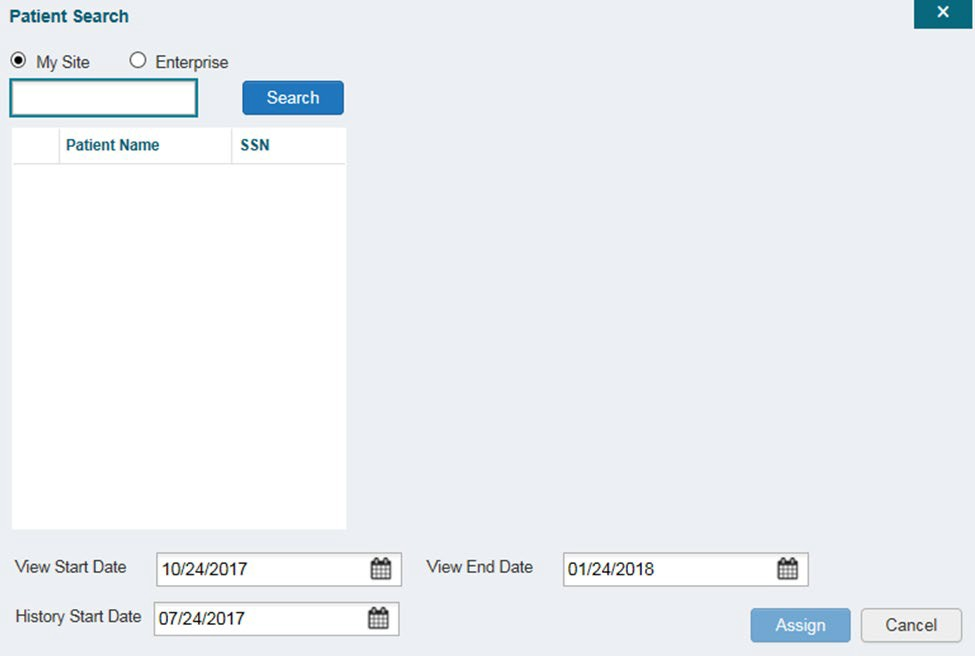 Patient Search
X
My Site Enterprise
Search
Patient Name SSN
View Start Date 10/24/2017 View End Date 01/24/2018
History Start Date 07/24/2017
Assign Cancel